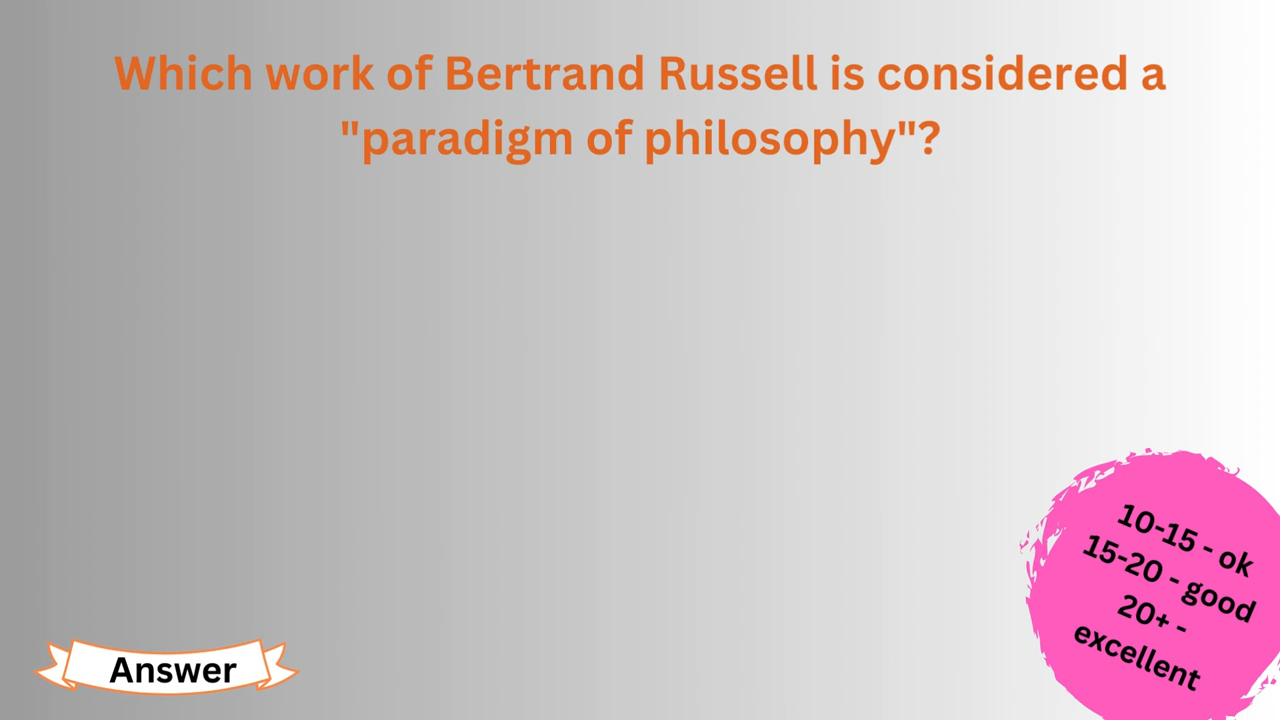 Which work of Bertrand Russell is considered a
"paradigm of philosophy"?
10-15 - ok
15-20 - good
20+ -
excellent
Answer